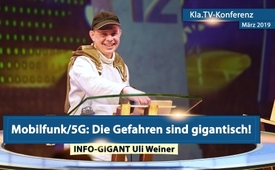 Kla.TV-Konferenz
März 2019
Mobilfunk/5G: Die Gefahren sind gigantisch!
INFO-GiGANT Uli Weiner